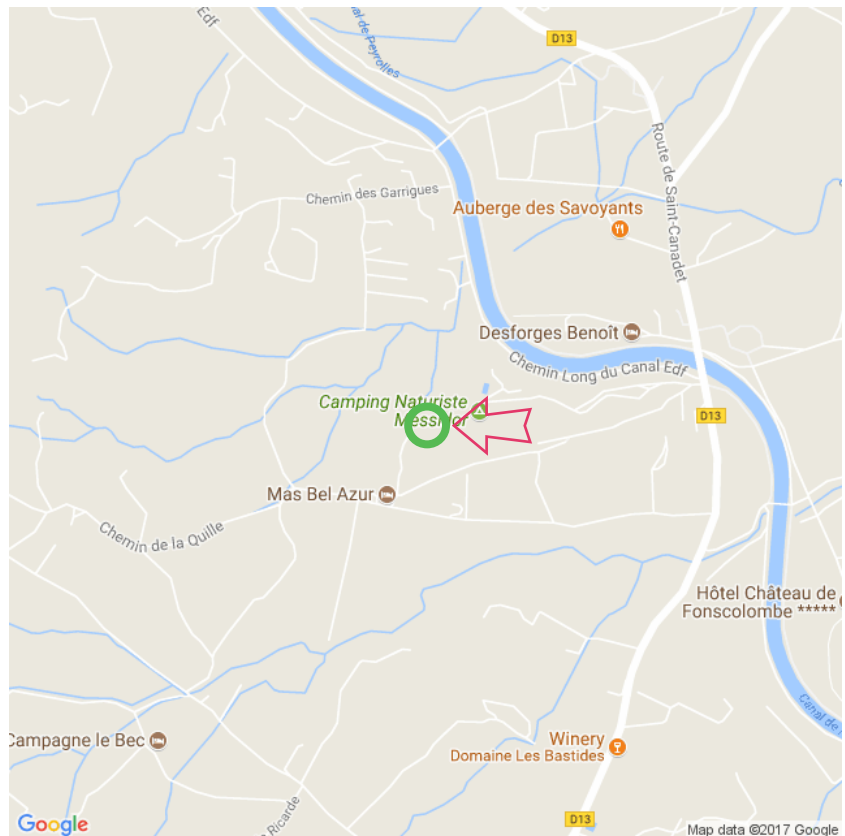 Edf
Canal de Peyrolles
D13
Route de Saint-Canadet
Chemin des Garrigues
Auberge des Savoyants
Desforges Benoît
Chemin Long du Canal Edf
Camping Naturiste
D13
Mas Bel Azur
Chemin de la Quille
Hôtel Château de
Fonscolombe *****
Canal de
Campagne le Bec
Winery
Domaine Les Bastides
Ricarde
D13
Google
Map data ©2017 Google